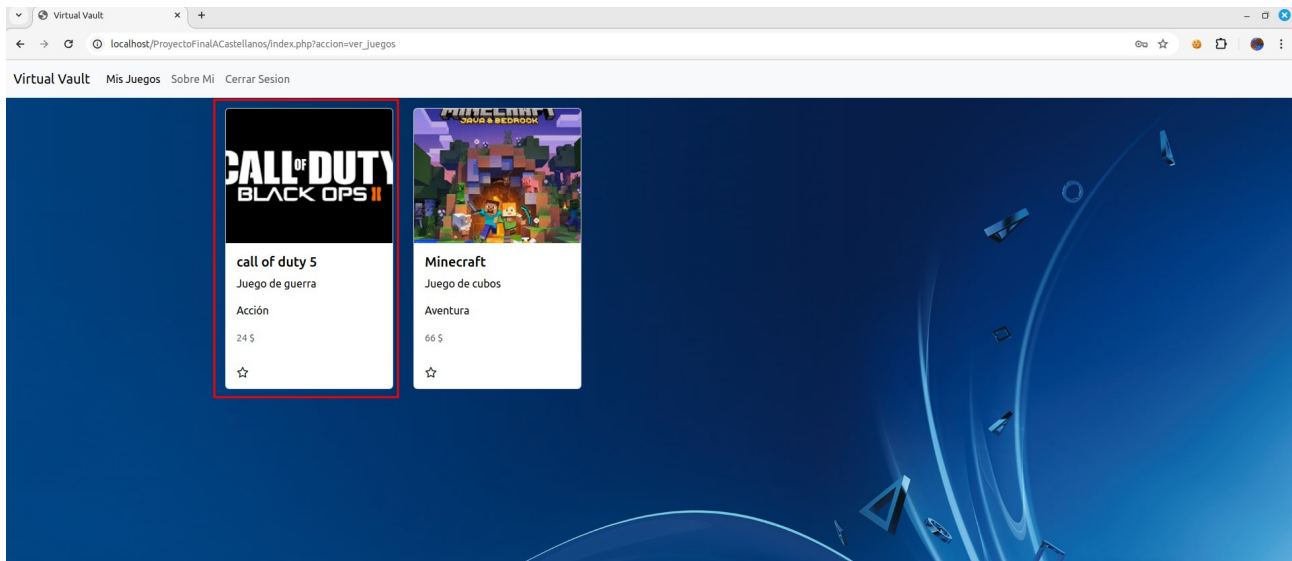 Virtual Vault
localhost/ProyectoFinalACastellanos/index.php?accion=ver_juegos
Virtual Vault Mis Juegos Sobre Mi Cerrar Sesion
CALL OF DUTY
BLACK OPS II
MINECRAFT
JAVA & BEDROCK
call of duty 5
Juego de guerra
Acción
24 $
Minecraft
Juego de cubos
Aventura
66 $